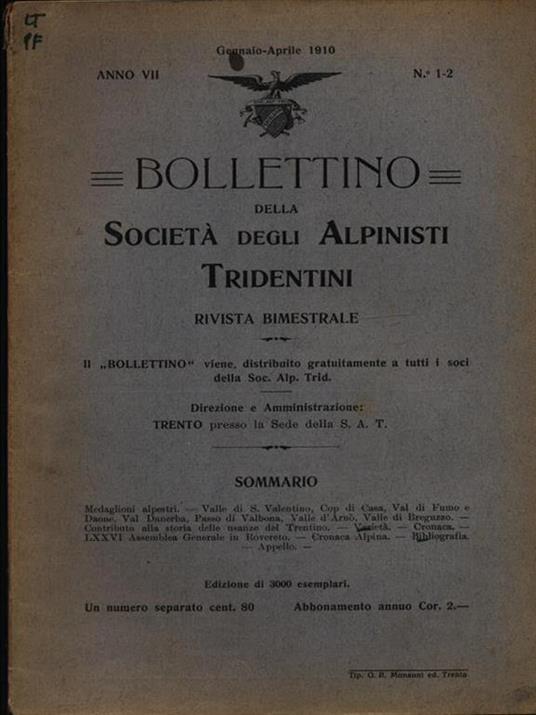 LT
PF
Gennaio-Aprile 1910
ANNO VII
N.º 1-2
BOLLETTINO
DELLA
SOCIETÀ DEGLI ALPINISTI
TRIDENTINI
RIVISTA BIMESTRALE
Il „BOLLETTINO“ viene, distribuito gratuitamente a tutti i soci
della Soc. Alp. Trid.
Direzione e Amministrazione:
TRENTO presso la Sede della S. A. T.
SOMMARIO
Medaglioni alpestri. — Valle di S. Valentino, Cop di Casa, Val di Fumo e
Daone, Val Danerba, Passo di Valbona, Valle d'Arnò, Valle di Breguzzo. —
Contributo alla storia delle usanze del Trentino. — Varietà. — Cronaca. —
LXXVI Assemblea Generale in Rovereto. — Cronaca Alpina. — Bibliografia.
— Appello. —
Edizione di 3000 esemplari.
Un numero separato cent. 80
Abbonamento annuo Cor. 2.—
Tip. G. B. Monauni ed. Trento